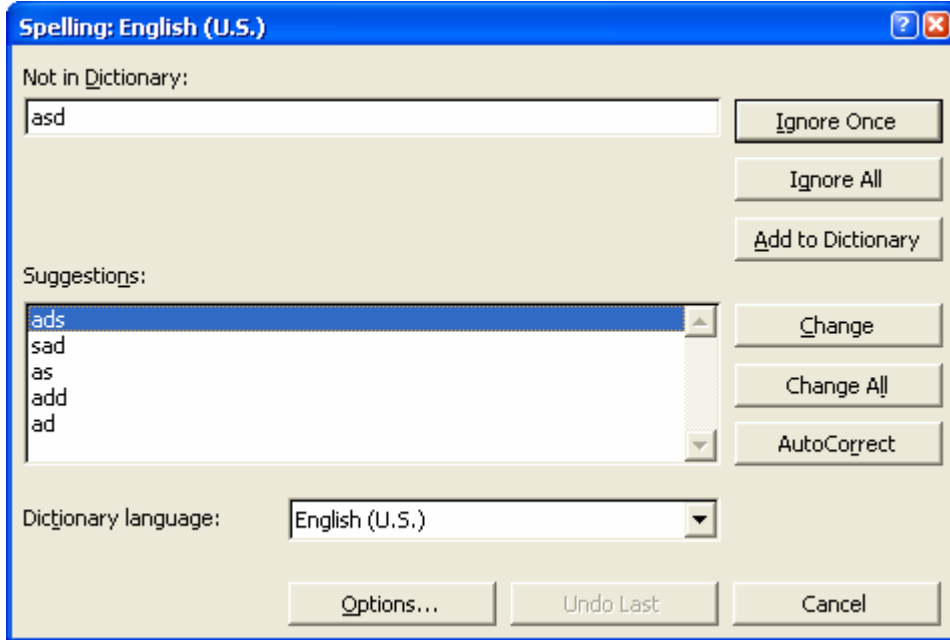 Spelling: English (U.S.)
Not in Dictionary:
asd
Ignore Once
Ignore All
Add to Dictionary
Suggestions:
ads
sad
as
add
ad
Change
Change All
AutoCorrect
Dictionary language:
English (U.S.)
Options...
Undo Last
Cancel